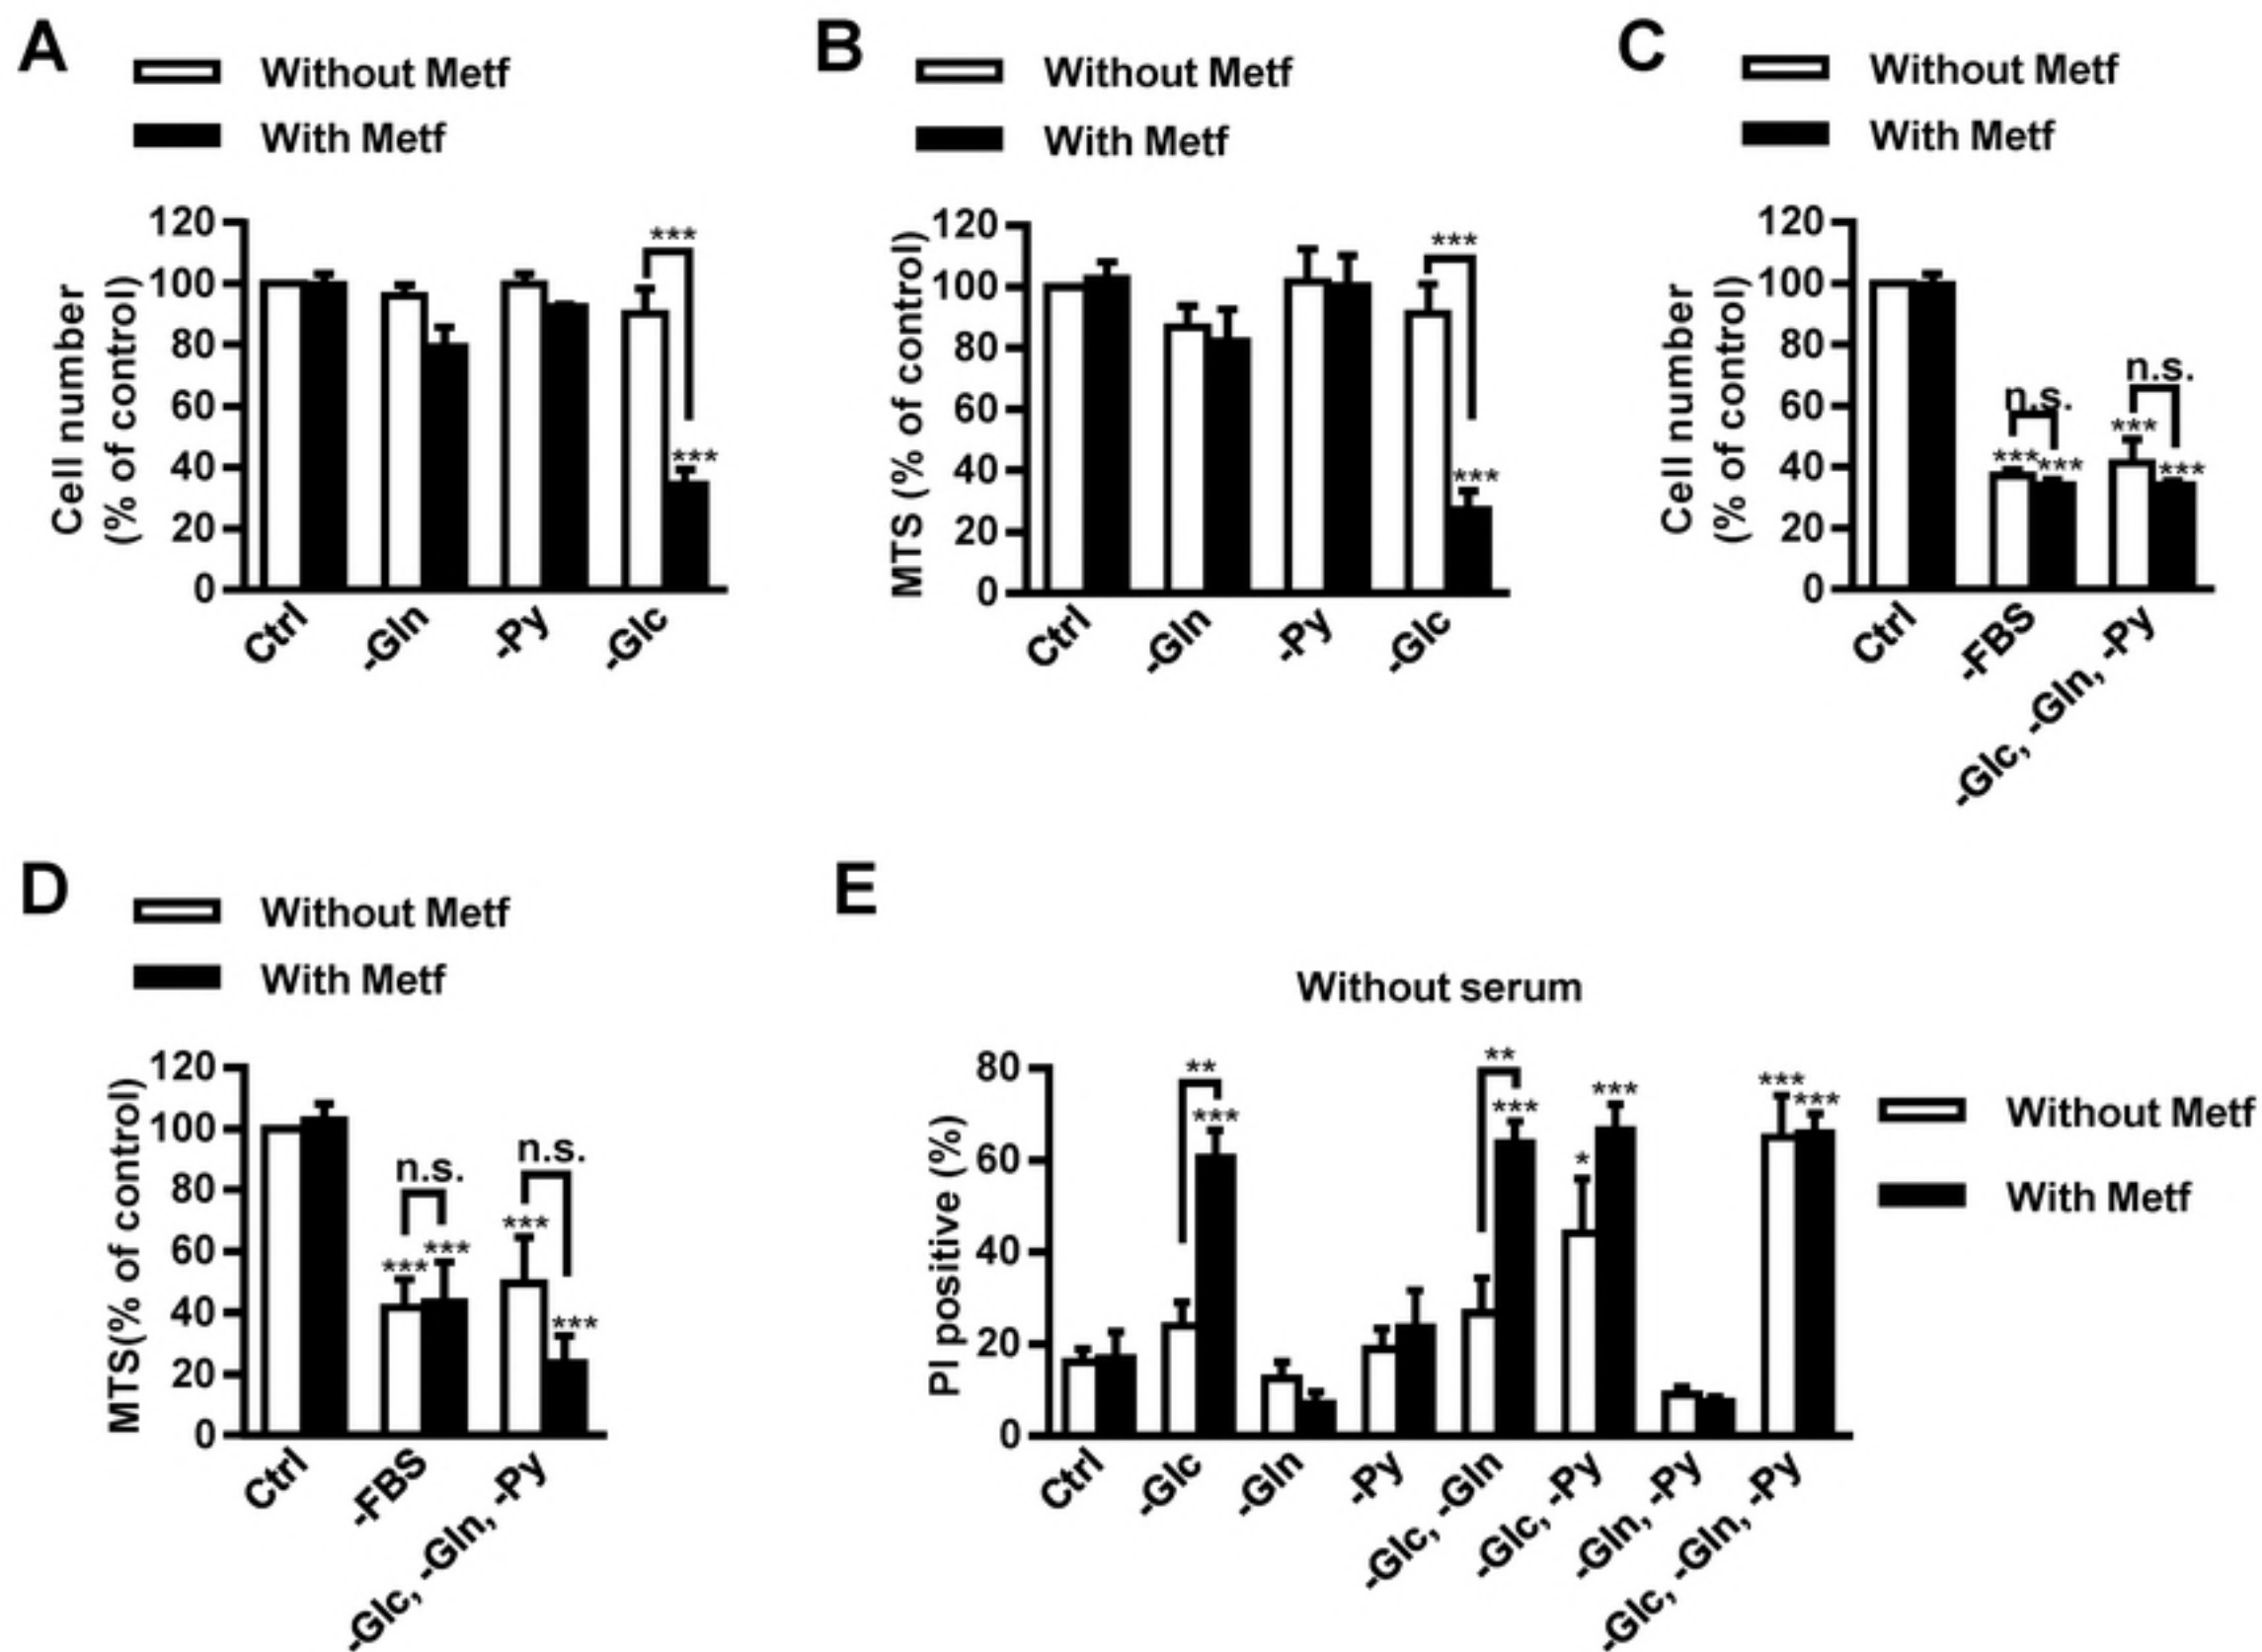 A
Without Metf
With Metf
Cell number
(% of control)
120
100
80
60
40
20
0
***
***
Ctrl
-Gln
-Py
-Glc
B
Without Metf
With Metf
MTS (% of control)
120
100
80
60
40
20
0
***
***
Ctrl
-Gln
-Py
-Glc
C
Without Metf
With Metf
Cell number
(% of control)
120
100
80
60
40
20
0
n.s.
n.s.
*** ***
*** ***
Ctrl
-FBS
-Glc, -Gln, -Py
D
Without Metf
With Metf
MTS(% of control)
120
100
80
60
40
20
0
n.s.
n.s.
*** ***
*** ***
Ctrl
-FBS
-Glc, -Gln, -Py
E
Without serum
Without Metf
With Metf
PI positive (%)
80
60
40
20
0
**
***
**
***
*
***
*** ***
Ctrl
-Glc
-Gln
-Py
-Glc, -Gln
-Glc, -Py
-Gln, -Py
-Glc, -Gln, -Py